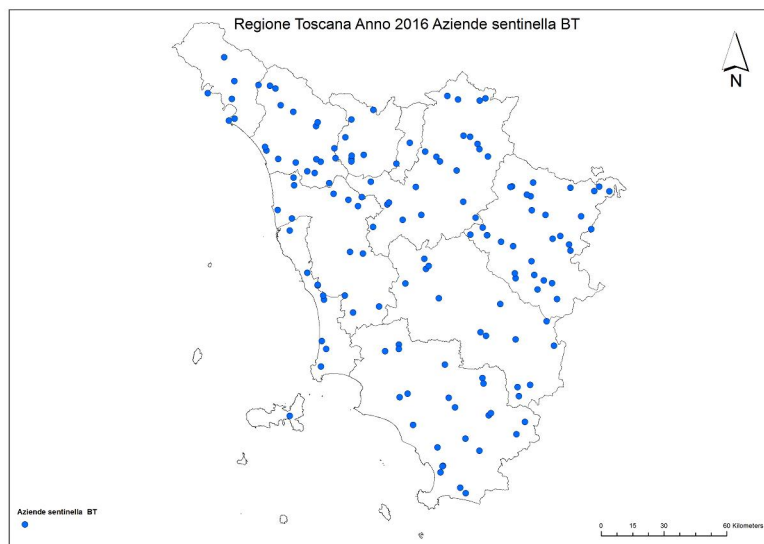 Regione Toscana Anno 2016 Aziende sentinella BT
N
Aziende sentinella BT
0 15 30 60 Kilometers